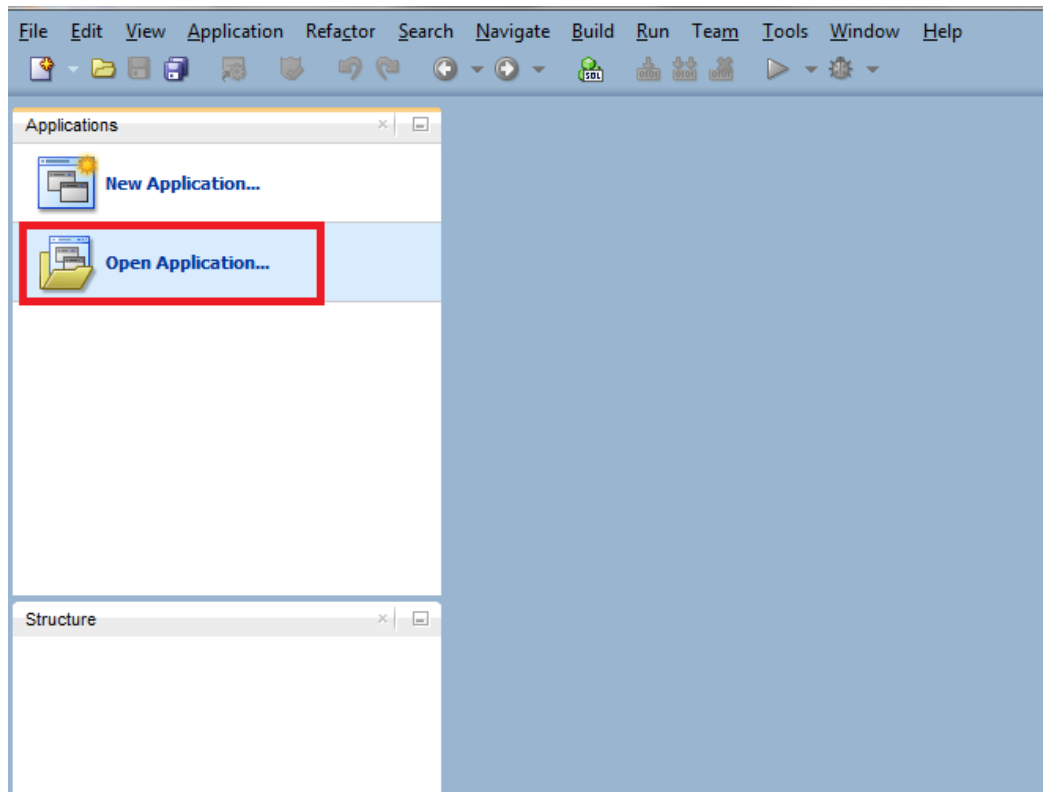 File Edit View Application Refactor Search Navigate Build Run Team Tools Window Help
SQL
Applications
New Application...
Open Application...
Structure